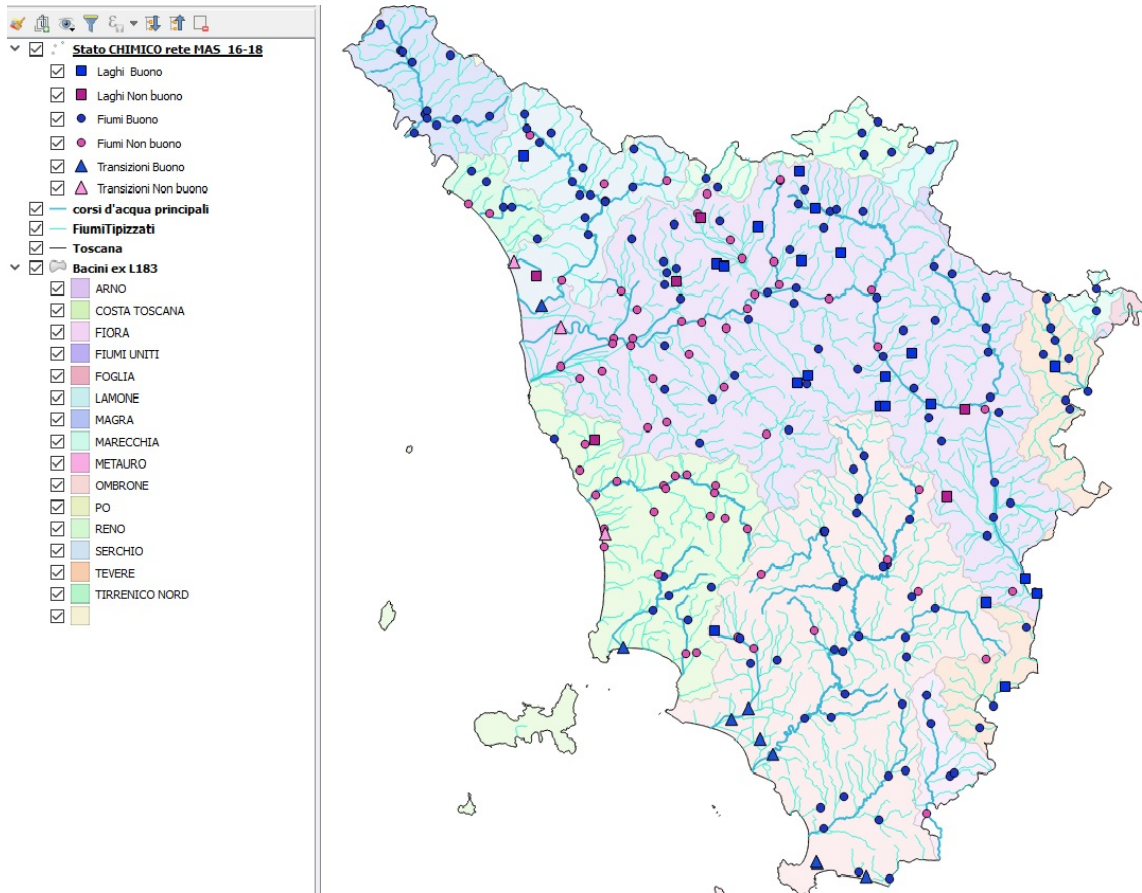 Stato CHIMICO rete MAS_16-18
Laghi Buono
Laghi Non buono
Fiumi Buono
Fiumi Non buono
Transizioni Buono
Transizioni Non buono
corsi d'acqua principali
FiumiTipizzati
Toscana
Bacini ex L183
ARNO
COSTA TOSCANA
FIORA
FIUMI UNITI
FOGLIA
LAMONE
MAGRA
MARECCHIA
METAURO
OMBRONE
PO
RENO
SERCHIO
TEVERE
TIRRENICO NORD